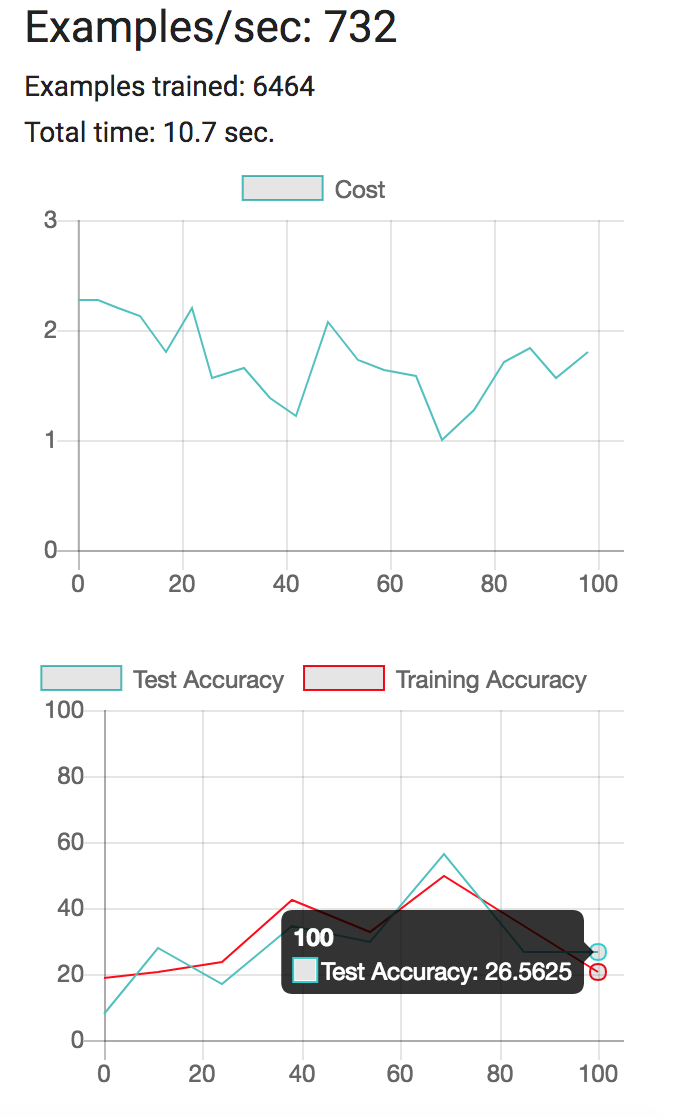 Examples/sec: 732
Examples trained: 6464
Total time: 10.7 sec.
Cost
3
2
1
0
0 20 40 60 80 100
Test Accuracy Training Accuracy
100
80
60
40
100
Test Accuracy: 26.5625
20
0
0 20 40 60 80 100